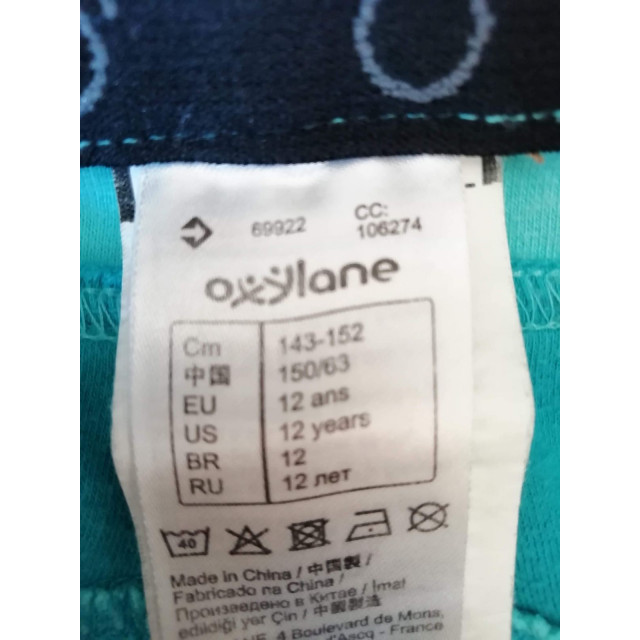 69922
CC:
106274
oxylane
Cm 143-152
中国 150/63
EU 12 ans
US 12 years
BR 12
RU 12 лет
40
Made in China / 中国製 /
Fabricado na China / İmal
Произведено в Китае / 中国製造
edildiği yer Çin /
4 Boulevard de Mons,
d'Ascq - France